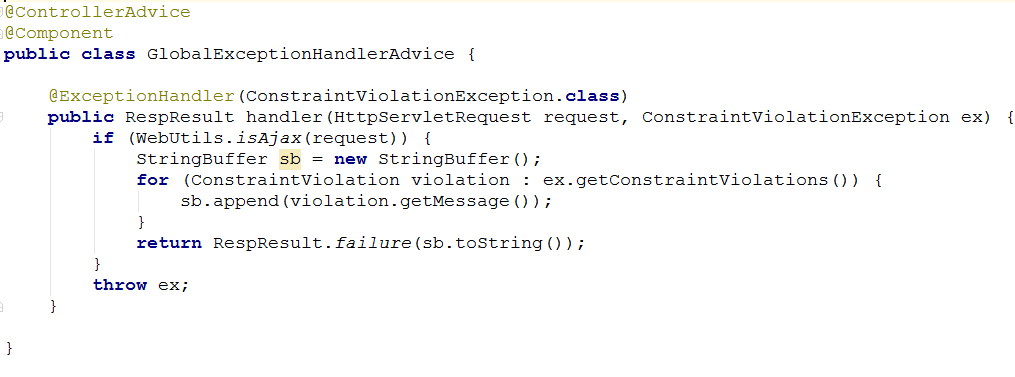 @ControllerAdvice
@Component
public class GlobalExceptionHandlerAdvice {
@ExceptionHandler(ConstraintViolationException.class)
public RespResult handler(HttpServletRequest request, ConstraintViolationException ex) {
if (WebUtils.isAjax(request)) {
StringBuffer sb = new StringBuffer();
for (ConstraintViolation violation : ex.getConstraintViolations()) {
sb.append(violation.getMessage());
}
return RespResult.failure(sb.toString());
}
throw ex;
}
}